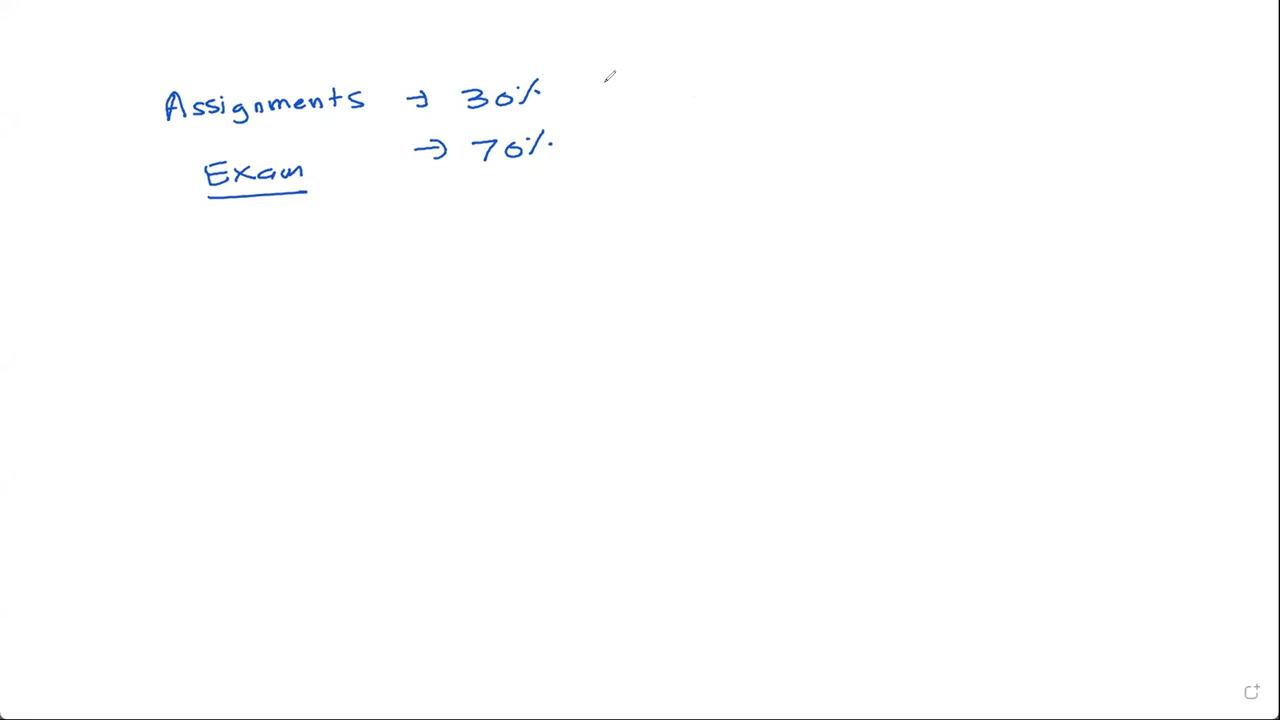 Assignments → 30%
Exam → 70%